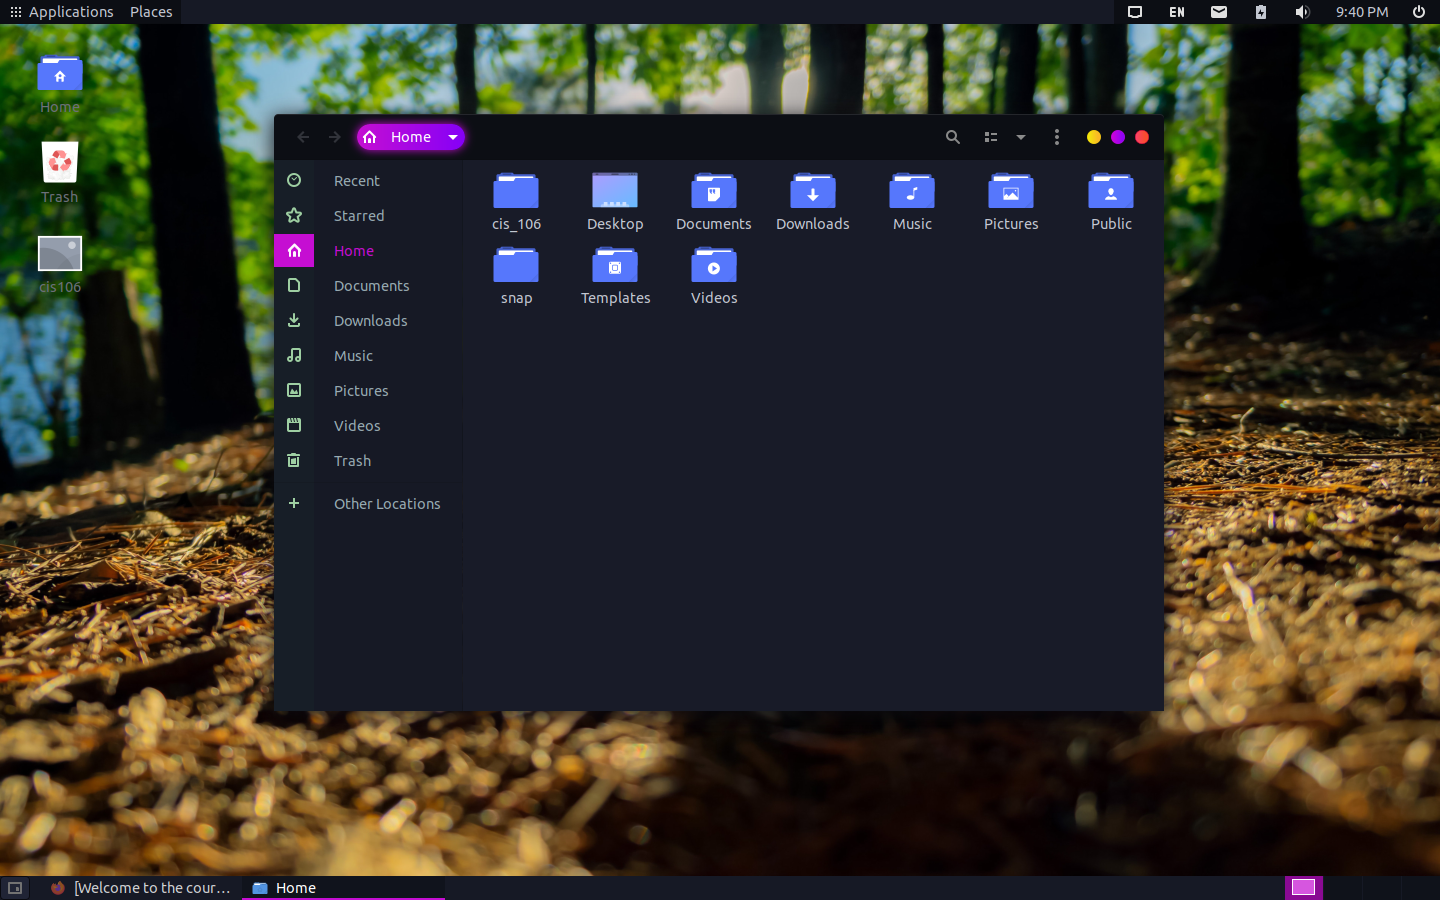 Applications Places EN 9:40 PM
Home
Trash
cis106
Home
Recent
Starred
Home
Documents
Downloads
Music
Pictures
Videos
Trash
Other Locations
cis_106 Desktop Documents Downloads Music Pictures Public
snap Templates Videos
[Welcome to the cour... Home